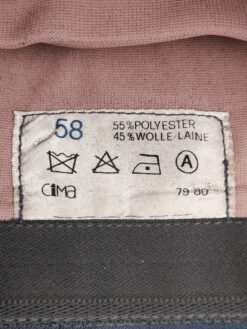 58
55%POLYESTER
45%WOLLE-LAINE
A
CIMA
79 80